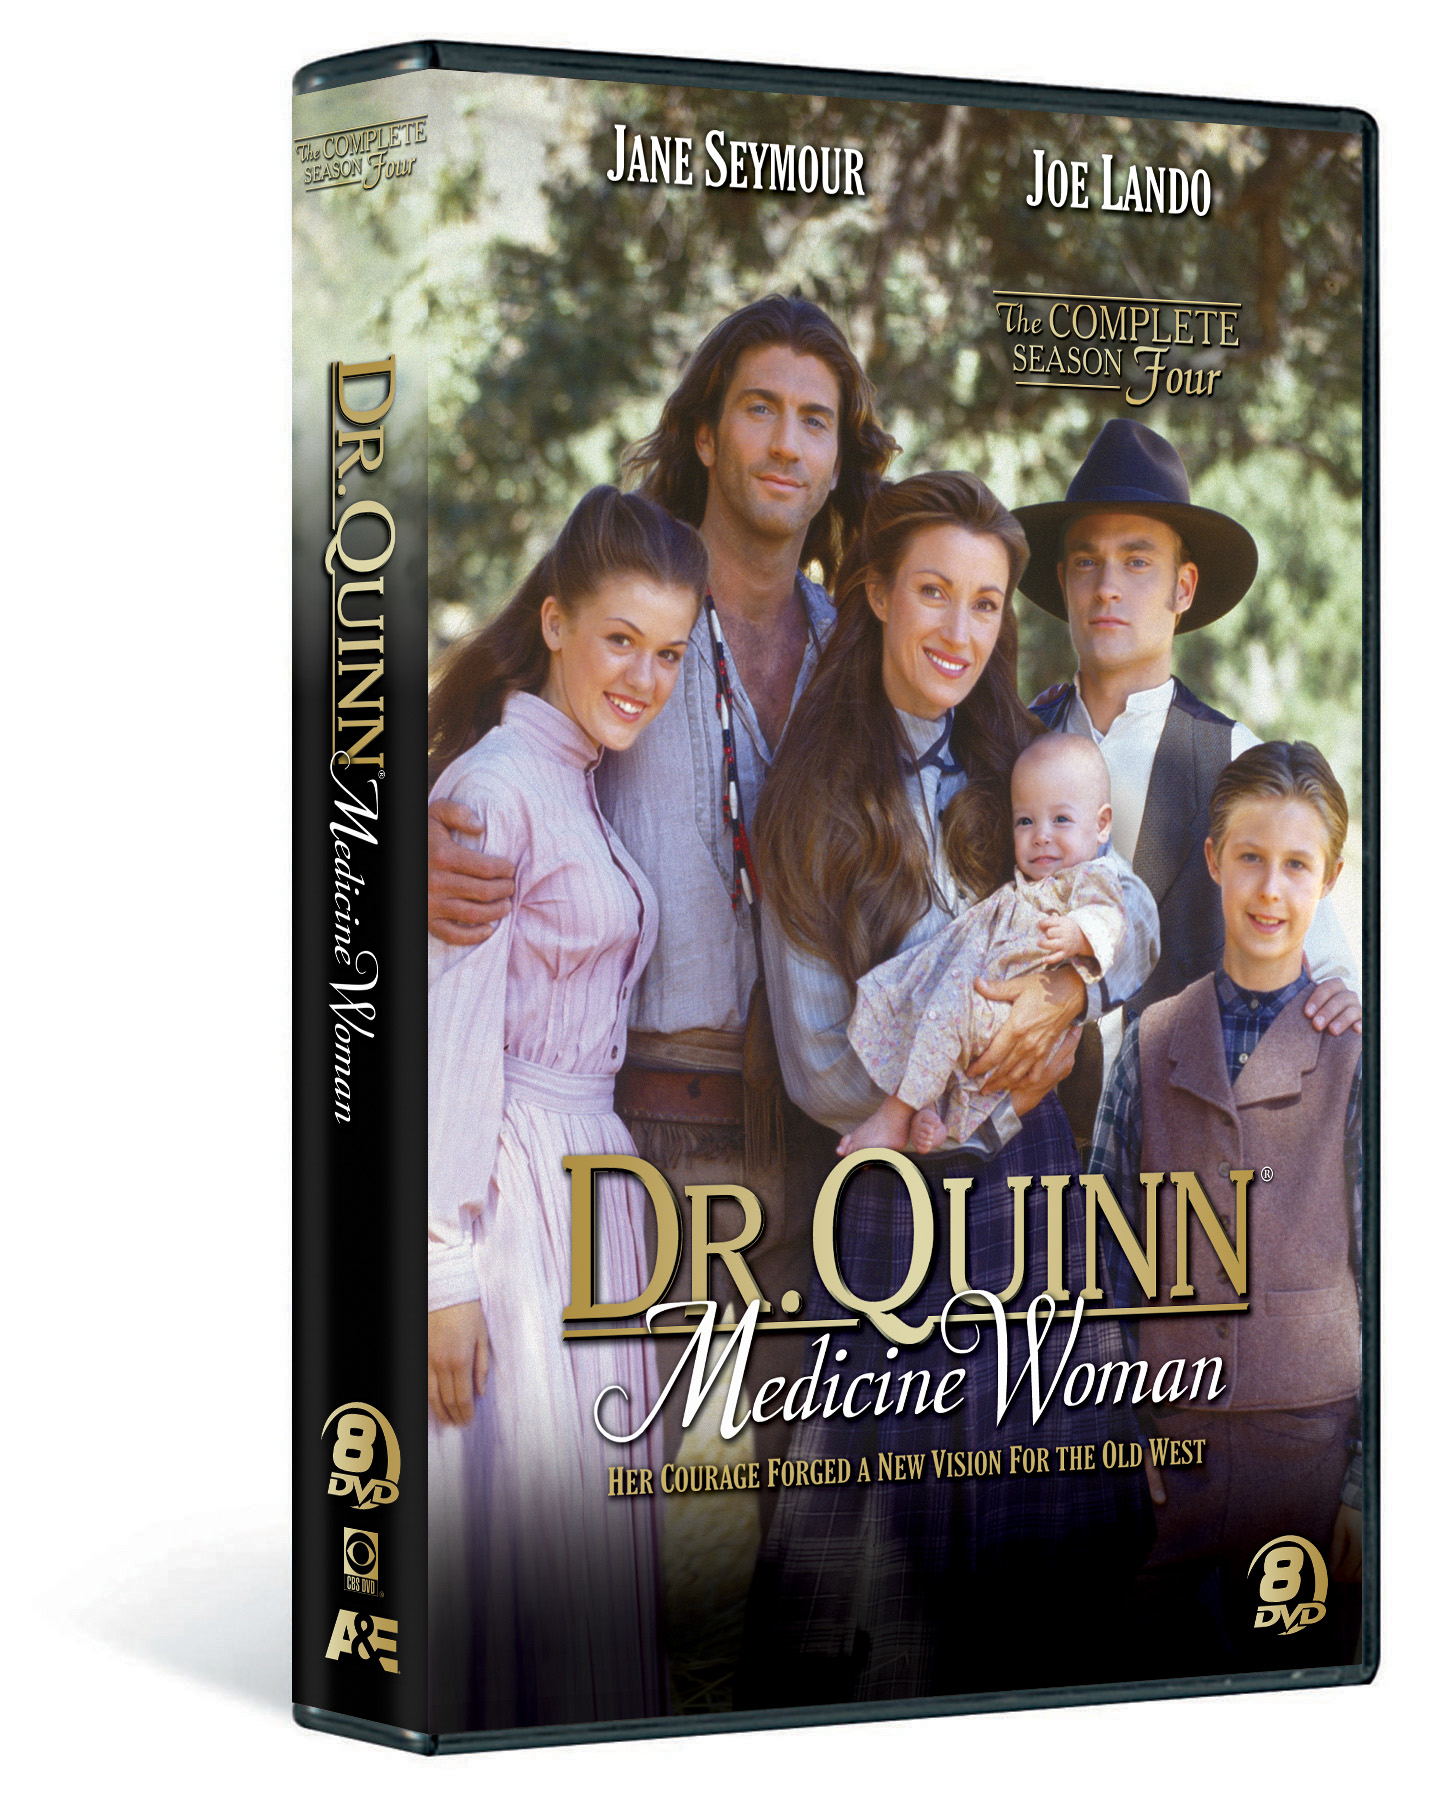 The COMPLETE
SEASON Four
DR. QUINN®
Medicine Woman
8
DVD
CBS DVD
A&E
JANE SEYMOUR
JOE LANDO
The COMPLETE
SEASON Four
DR. QUINN®
Medicine Woman
HER COURAGE FORGED A NEW VISION FOR THE OLD WEST
8
DVD